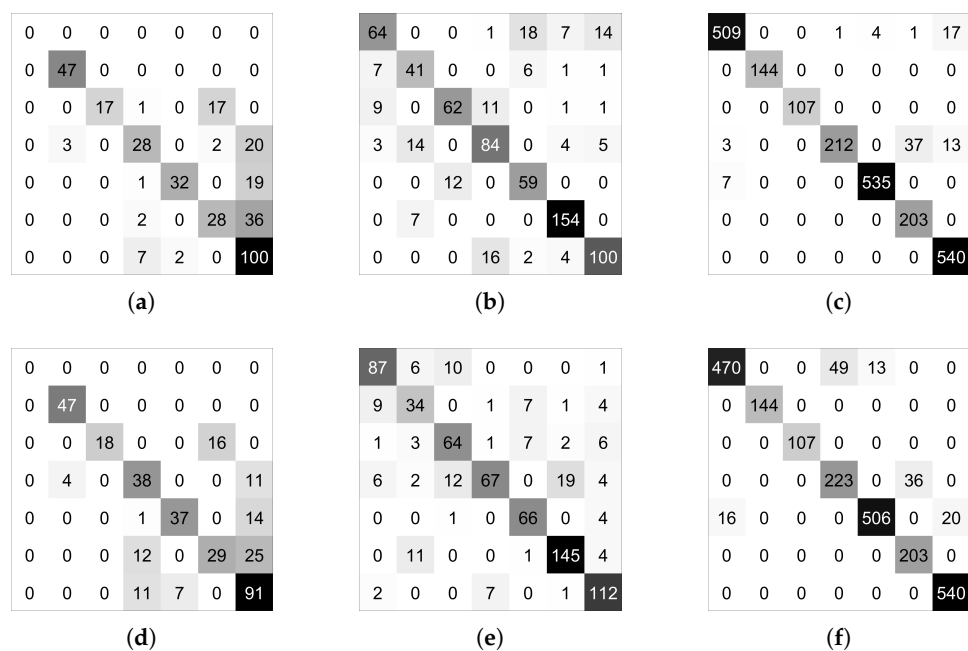 0 0 0 0 0 0 0
0 47 0 0 0 0 0
0 0 17 1 0 17 0
0 3 0 28 0 2 20
0 0 0 1 32 0 19
0 0 0 2 0 28 36
0 0 0 7 2 0 100
(a)
64 0 0 1 18 7 14
7 41 0 0 6 1 1
9 0 62 11 0 1 1
3 14 0 84 0 4 5
0 0 12 0 59 0 0
0 7 0 0 0 154 0
0 0 0 16 2 4 100
(b)
509 0 0 1 4 1 17
0 144 0 0 0 0 0
0 0 107 0 0 0 0
3 0 0 212 0 37 13
7 0 0 0 535 0 0
0 0 0 0 0 203 0
0 0 0 0 0 0 540
(c)
0 0 0 0 0 0 0
0 47 0 0 0 0 0
0 0 18 0 0 16 0
0 4 0 38 0 0 11
0 0 0 1 37 0 14
0 0 0 12 0 29 25
0 0 0 11 7 0 91
(d)
87 6 10 0 0 0 1
9 34 0 1 7 1 4
1 3 64 1 7 2 6
6 2 12 67 0 19 4
0 0 1 0 66 0 4
0 11 0 0 1 145 4
2 0 0 7 0 1 112
(e)
470 0 0 49 13 0 0
0 144 0 0 0 0 0
0 0 107 0 0 0 0
0 0 0 223 0 36 0
16 0 0 0 506 0 20
0 0 0 0 0 203 0
0 0 0 0 0 0 540
(f)